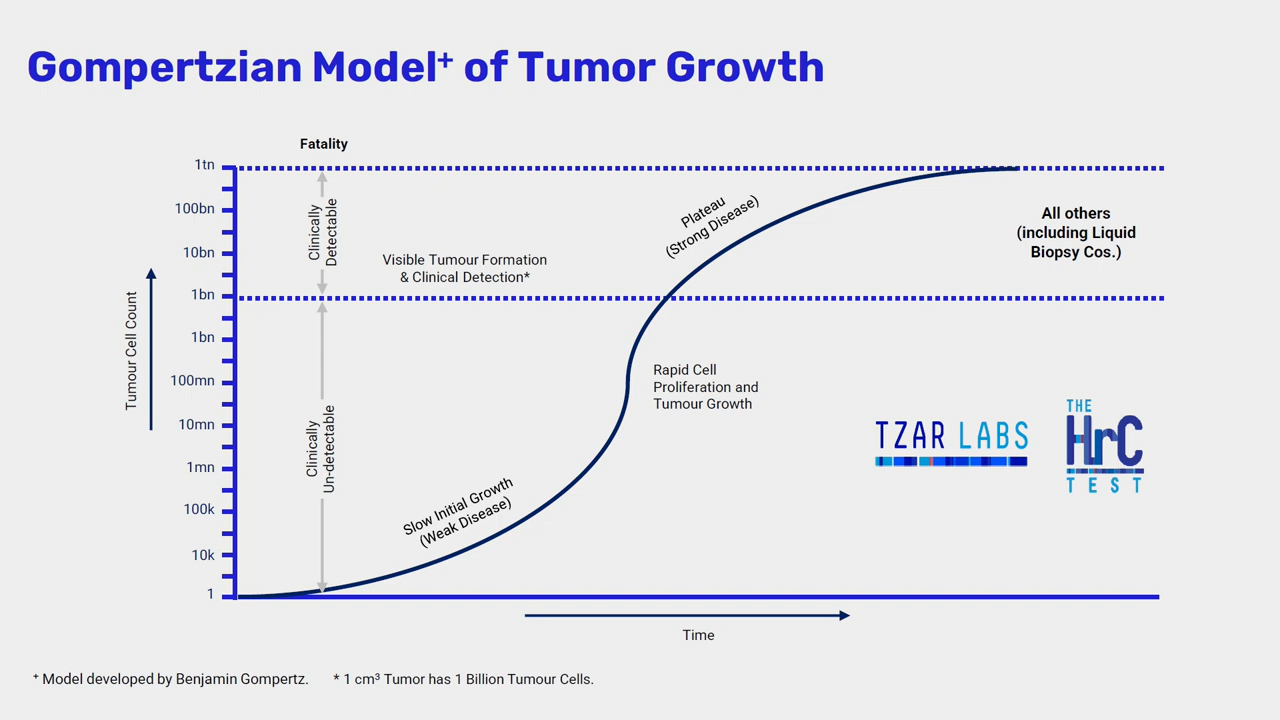 Gompertzian Model⁺ of Tumor Growth
Fatality
1tn
100bn
10bn
1bn
1bn
100mn
10mn
1mn
100k
10k
1
Tumour Cell Count
Clinically
Detectable
Clinically
Un-detectable
Visible Tumour Formation
& Clinical Detection*
Plateau
(Strong Disease)
All others
(including Liquid
Biopsy Cos.)
Rapid Cell
Proliferation and
Tumour Growth
Slow Initial Growth
(Weak Disease)
TZAR LABS
THE
HrC
TEST
Time
⁺ Model developed by Benjamin Gompertz.
* 1 cm³ Tumor has 1 Billion Tumour Cells.